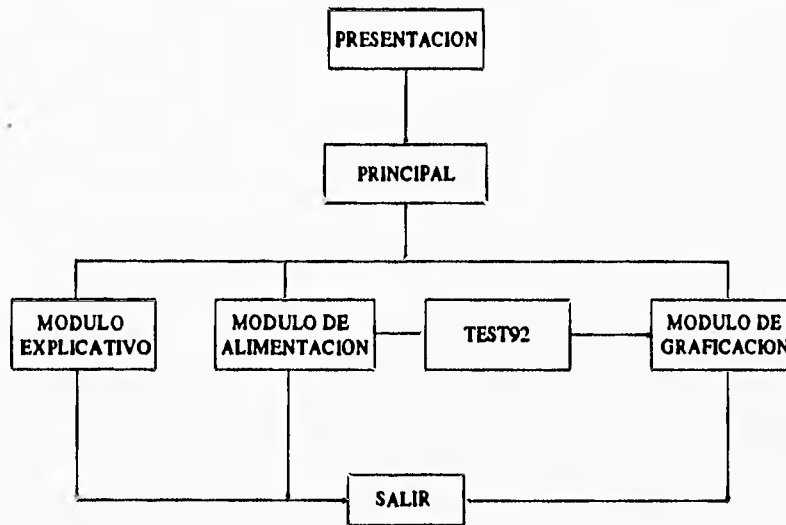 PRESENTACION
PRINCIPAL
MODULO
EXPLICATIVO
MODULO DE
ALIMENTACION
TEST92
MODULO DE
GRAFICACION
SALIR